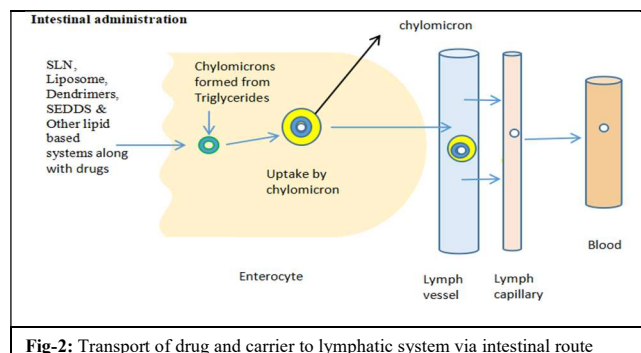 Intestinal administration
SLN,
Liposome,
Dendrimers,
SEDDS &
Other lipid
based
systems along
with drugs
Chylomicrons
formed from
Triglycerides
chylomicron
Uptake by
chylomicron
Enterocyte
Lymph
vessel
Lymph
capillary
Blood
Fig-2: Transport of drug and carrier to lymphatic system via intestinal route